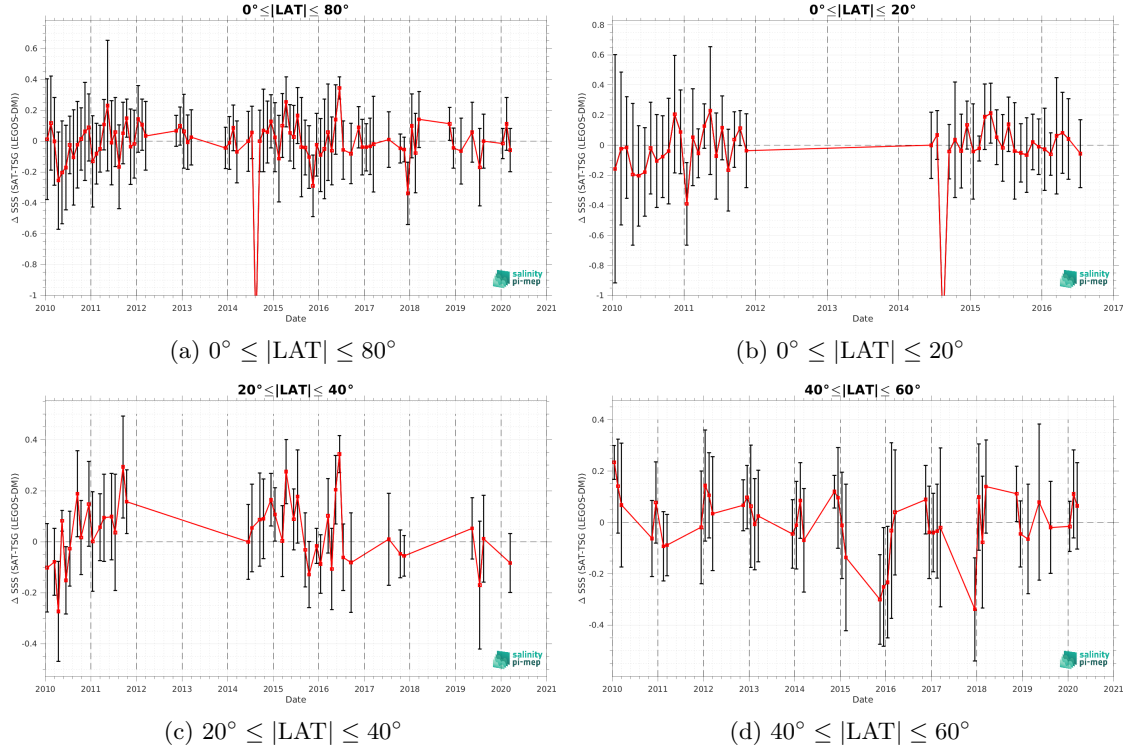 0°≤|LAT|≤ 80°
Δ SSS (SAT-TSG (LEGOS-DM))
0.6
0.4
0.2
0
-0.2
-0.4
-0.6
-0.8
-1
2010 2011 2012 2013 2014 2015 2016 2017 2018 2019 2020 2021
Date
salinity
pi-mep
(a) 0° ≤ |LAT| ≤ 80°
0°≤|LAT|≤ 20°
Δ SSS (SAT-TSG (LEGOS-DM))
0.8
0.6
0.4
0.2
0
-0.2
-0.4
-0.6
-0.8
-1
2010 2011 2012 2013 2014 2015 2016 2017
Date
salinity
pi-mep
(b) 0° ≤ |LAT| ≤ 20°
20°≤|LAT|≤ 40°
Δ SSS (SAT-TSG (LEGOS-DM))
0.4
0.2
0
-0.2
-0.4
2010 2011 2012 2013 2014 2015 2016 2017 2018 2019 2020 2021
Date
salinity
pi-mep
(c) 20° ≤ |LAT| ≤ 40°
40°≤|LAT|≤ 60°
Δ SSS (SAT-TSG (LEGOS-DM))
0.4
0.2
0
-0.2
-0.4
2010 2011 2012 2013 2014 2015 2016 2017 2018 2019 2020 2021
Date
salinity
pi-mep
(d) 40° ≤ |LAT| ≤ 60°